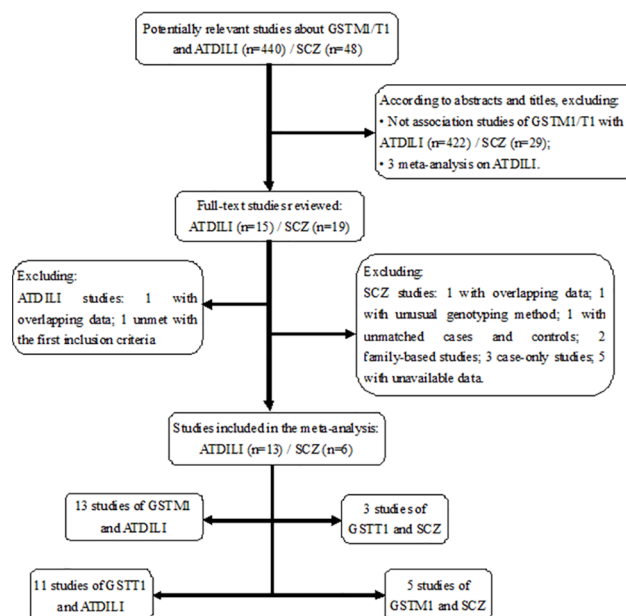 Potentially relevant studies about GSTM1/T1
and ATDILI (n=440) / SCZ (n=48)
According to abstracts and titles, excluding:
• Not association studies of GSTM1/T1 with
ATDILI (n=422) / SCZ (n=29);
• 3 meta-analysis on ATDILI.
Full-text studies reviewed:
ATDILI (n=15) / SCZ (n=19)
Excluding:
ATDILI studies: 1 with
overlapping data; 1 unmet with
the first inclusion criteria
Excluding:
SCZ studies: 1 with overlapping data; 1
with unusual genotyping method; 1 with
unmatched cases and controls; 2
family-based studies; 3 case-only studies; 5
with unavailable data.
Studies included in the meta-analysis:
ATDILI (n=13) / SCZ (n=6)
13 studies of GSTM1
and ATDILI
3 studies of
GSTT1 and SCZ
11 studies of GSTT1
and ATDILI
5 studies of
GSTM1 and SCZ